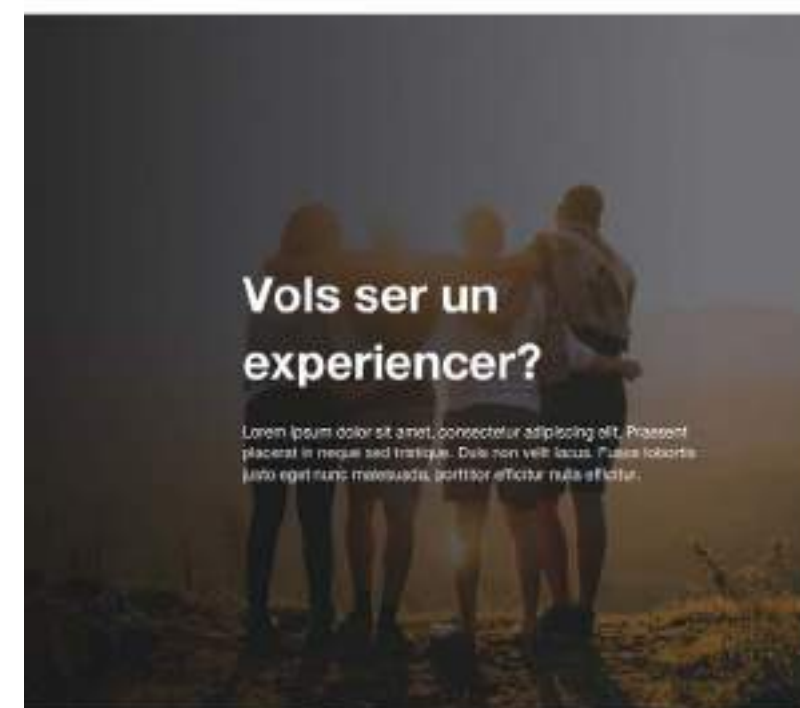 Vols ser un
experiencer?
Lorem ipsum dolor sit amet, consectetur adipiscing elit. Praesent
placerat in neque sed tristique. Duis non velit lacus. Fusce lobortis
justo eget nunc malesuada, porttitor efficitur nulla efficitur.